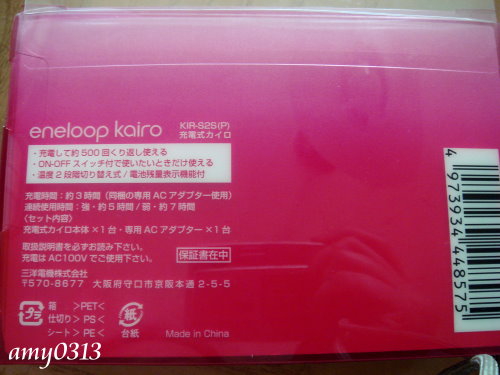 eneloop kairo KIR-S2S(P)
充電式カイロ
・充電して約500回くり返し使える
・ON-OFFスイッチ付で使いたいときだけ使える
・温度2段階切り替え式/電池残量表示機能付
充電時間:約3時間(同梱の専用ACアダプター使用)
連続使用時間:強・約5時間/弱・約7時間
〈セット内容〉
充電式カイロ本体×1台・専用ACアダプター×1台
取扱説明書を必ずお読み下さい。
充電はAC100Vでご使用下さい。
保証書在中
三洋電機株式会社
〒570-8677 大阪府守口市京阪本通2-5-5
プラ
箱 >PET<
仕切り >PS<
シート >PE<
紙
台紙
Made in China
4973934448575
amy0313